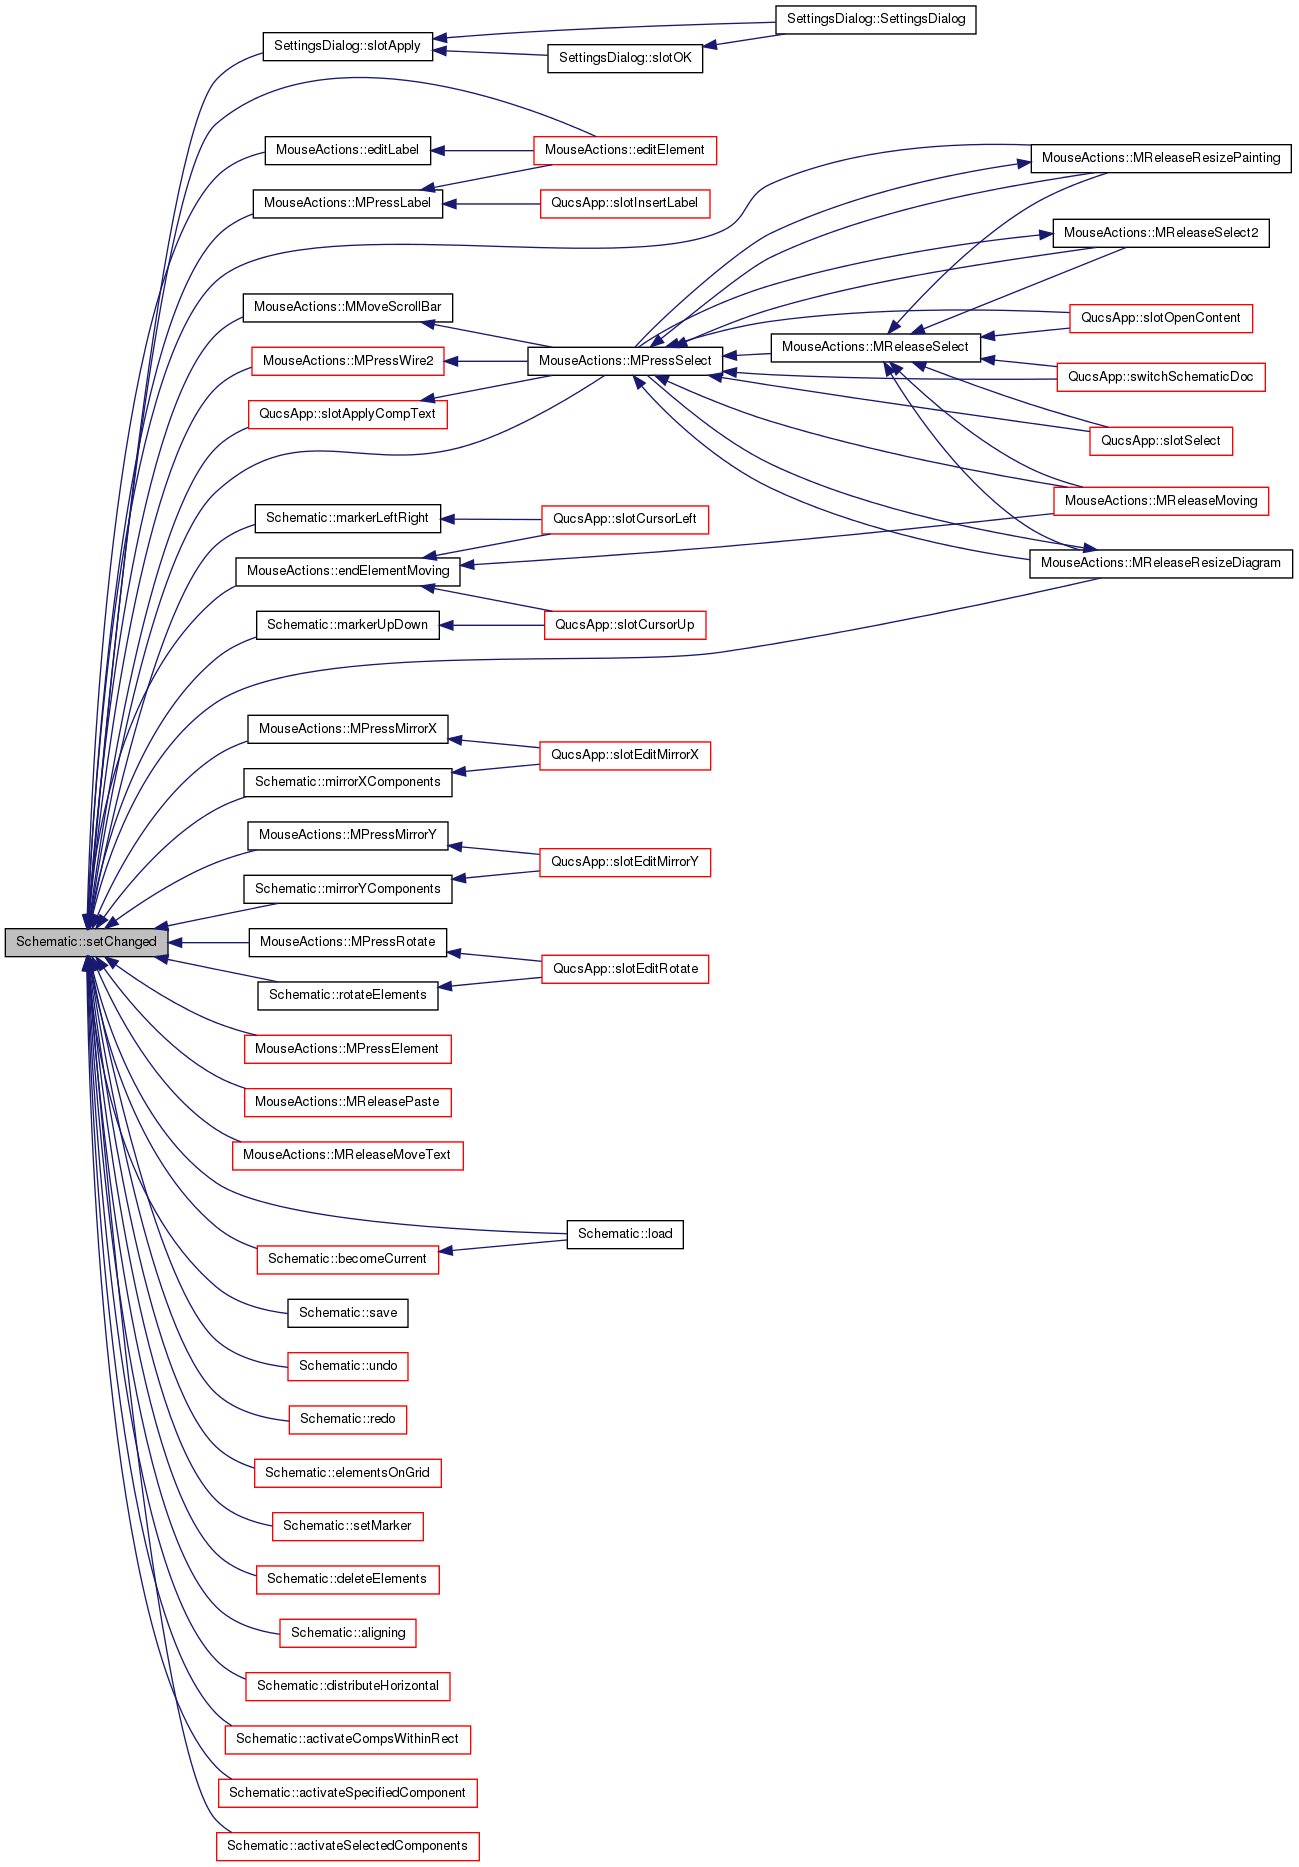 SettingsDialog::SettingsDialog
SettingsDialog::slotApply
SettingsDialog::slotOK
MouseActions::editLabel
MouseActions::editElement
MouseActions::MReleaseResizePainting
MouseActions::MPressLabel
QucsApp::slotInsertLabel
MouseActions::MReleaseSelect2
MouseActions::MMoveScrollBar
QucsApp::slotOpenContent
MouseActions::MReleaseSelect
MouseActions::MPressWire2
MouseActions::MPressSelect
QucsApp::switchSchematicDoc
QucsApp::slotApplyCompText
QucsApp::slotSelect
MouseActions::MReleaseMoving
Schematic::markerLeftRight
QucsApp::slotCursorLeft
MouseActions::endElementMoving
MouseActions::MReleaseResizeDiagram
Schematic::markerUpDown
QucsApp::slotCursorUp
MouseActions::MPressMirrorX
QucsApp::slotEditMirrorX
Schematic::mirrorXComponents
MouseActions::MPressMirrorY
QucsApp::slotEditMirrorY
Schematic::mirrorYComponents
Schematic::setChanged
MouseActions::MPressRotate
QucsApp::slotEditRotate
Schematic::rotateElements
MouseActions::MPressElement
MouseActions::MReleasePaste
MouseActions::MReleaseMoveText
Schematic::load
Schematic::becomeCurrent
Schematic::save
Schematic::undo
Schematic::redo
Schematic::elementsOnGrid
Schematic::setMarker
Schematic::deleteElements
Schematic::aligning
Schematic::distributeHorizontal
Schematic::activateCompsWithinRect
Schematic::activateSpecifiedComponent
Schematic::activateSelectedComponents